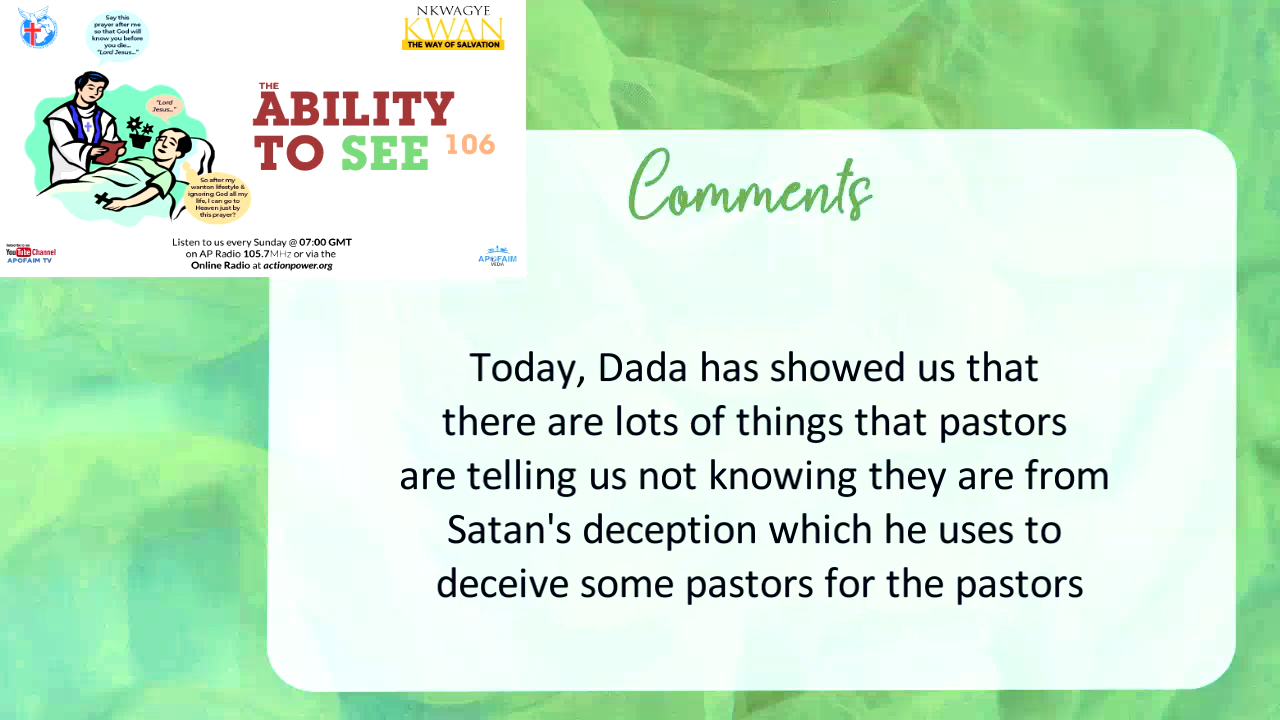 Say this
prayer after me
so that God will
know you before
you die...
"Lord Jesus..."
"Lord
Jesus..."
So after my
wanton lifestyle &
ignoring God all my
life, I can go to
Heaven just by
this prayer?
NKWAGYE
KWAN
THE WAY OF SALVATION
THE
ABILITY
TO SEE 106
Listen to us every Sunday @ 07:00 GMT
on AP Radio 105.7MHz or via the
Online Radio at actionpower.org
YouTube Channel
APOFAIM TV
APOFAIM
MEDIA
Comments
Today, Dada has showed us that
there are lots of things that pastors
are telling us not knowing they are from
Satan's deception which he uses to
deceive some pastors for the pastors